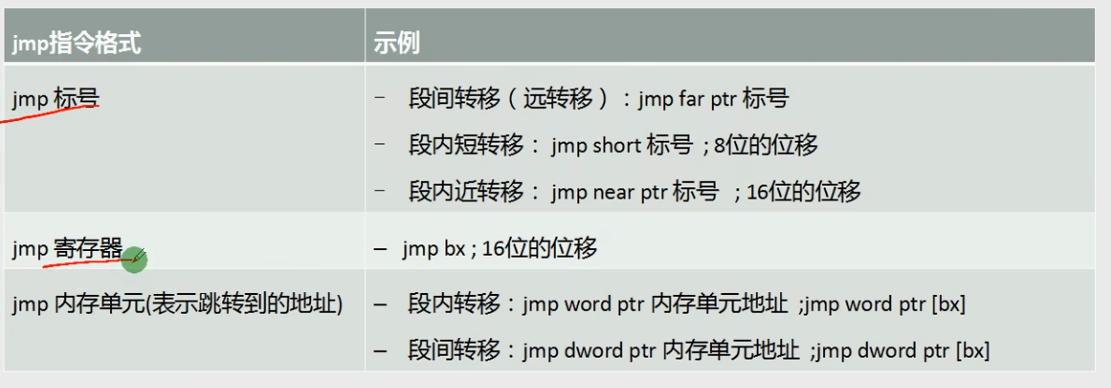 jmp指令格式
示例
jmp 标号
- 段间转移（远转移）：jmp far ptr 标号
- 段内短转移： jmp short 标号 ; 8位的位移
- 段内近转移： jmp near ptr 标号 ; 16位的位移
jmp 寄存器
– jmp bx ; 16位的位移
jmp 内存单元(表示跳转到的地址)
– 段内转移：jmp word ptr 内存单元地址 ;jmp word ptr [bx]
– 段间转移：jmp dword ptr 内存单元地址 ;jmp dword ptr [bx]